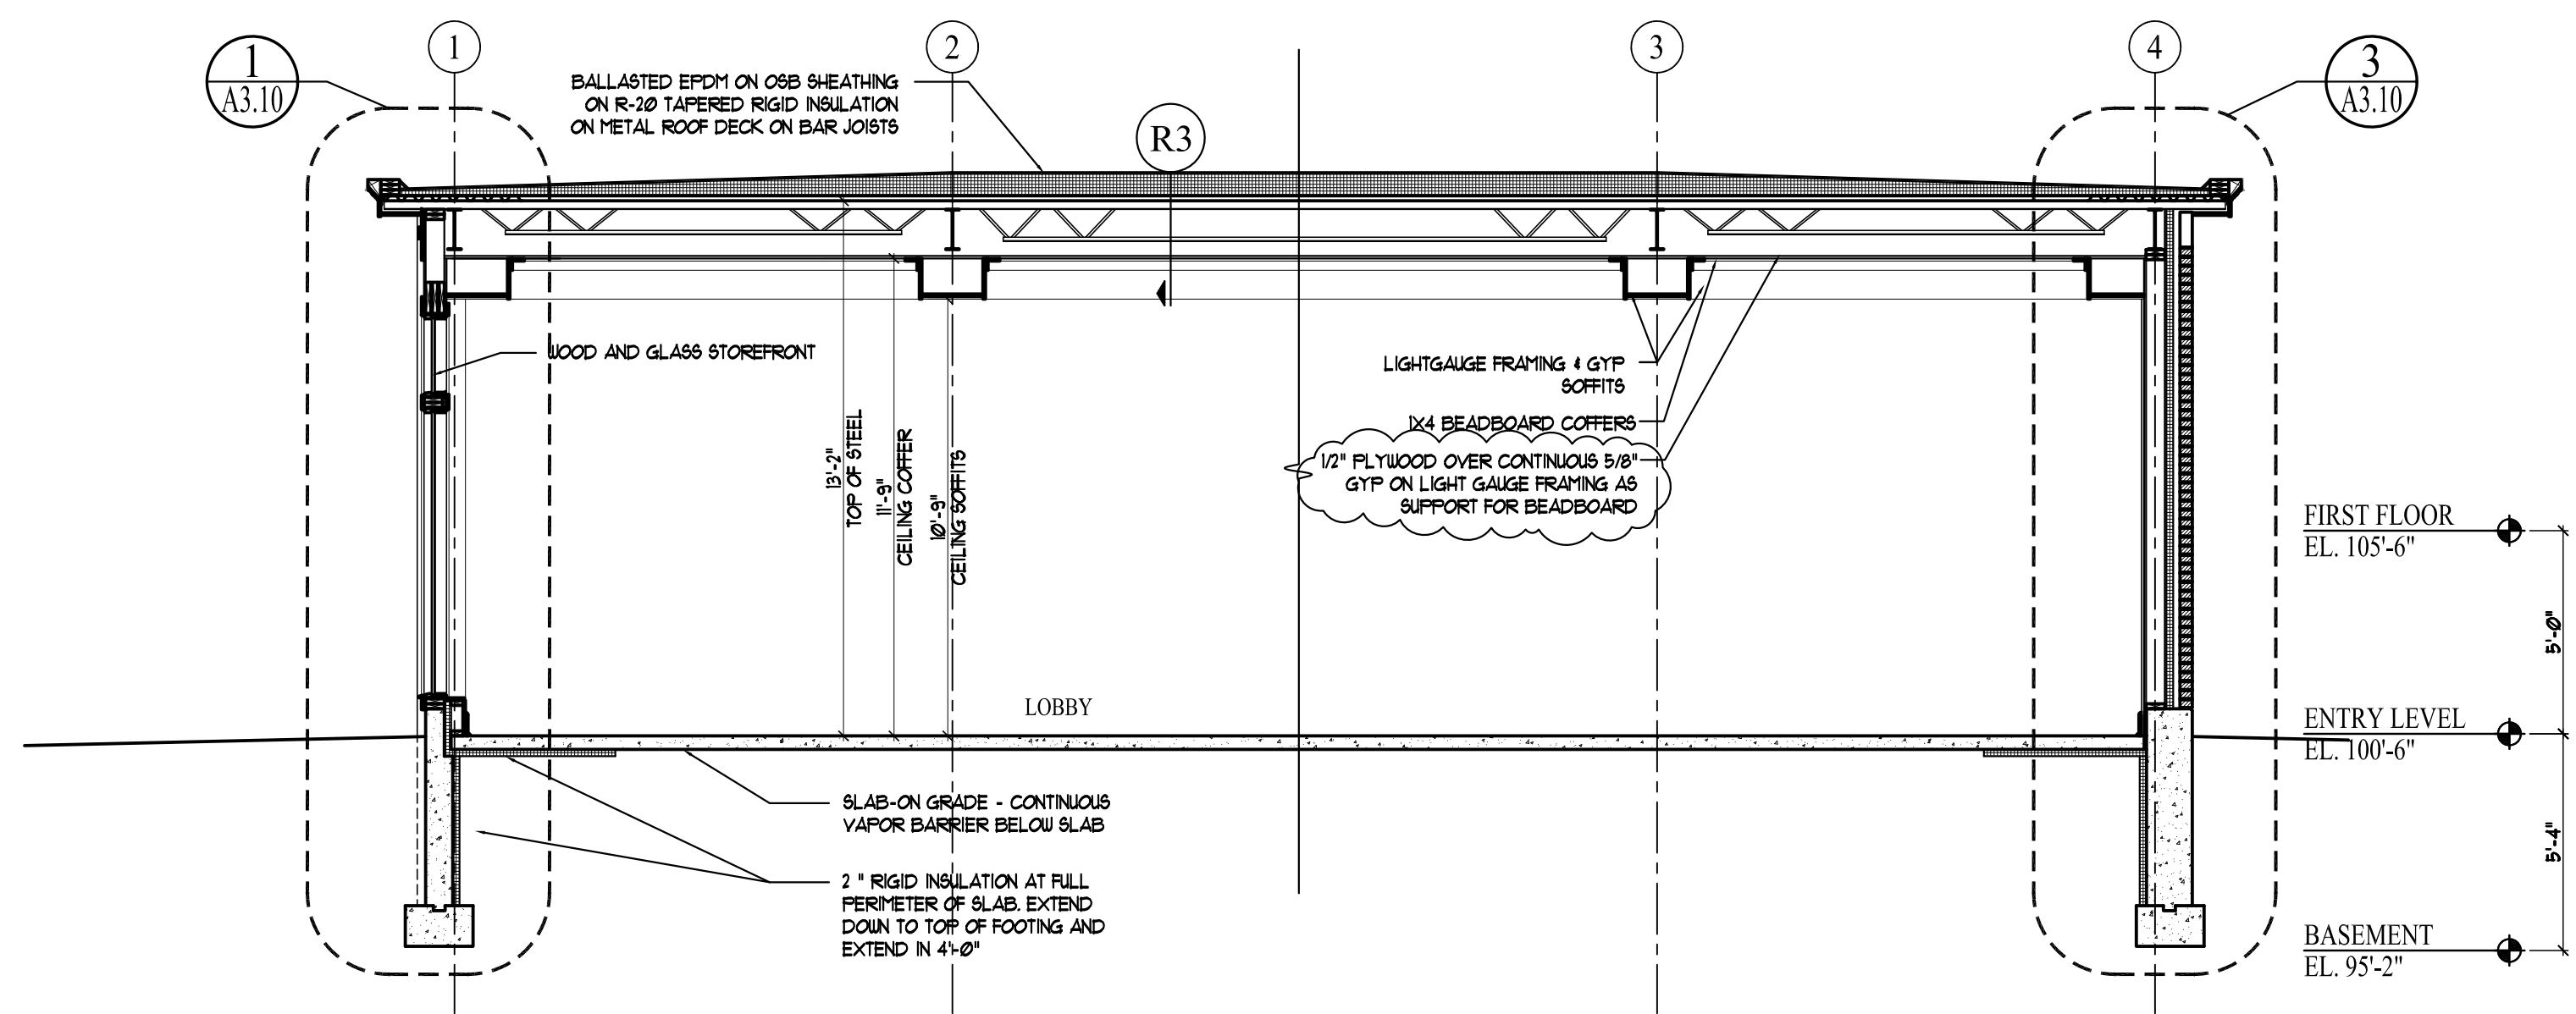 1
A3.10
1
2
3
4
3
A3.10
BALLASTED EPDM ON OSB SHEATHING
ON R-20 TAPERED RIGID INSULATION
ON METAL ROOF DECK ON BAR JOISTS
R3
WOOD AND GLASS STOREFRONT
LIGHTGAUGE FRAMING & GYP
SOFFITS
1X4 BEADBOARD COFFERS
1/2" PLYWOOD OVER CONTINUOUS 5/8"
GYP ON LIGHT GAUGE FRAMING AS
SUPPORT FOR BEADBOARD
13'-2"
TOP OF STEEL
11'-9"
CEILING COFFER
10'-9"
CEILING SOFFITS
FIRST FLOOR
EL. 105'-6"
5'-0"
LOBBY
ENTRY LEVEL
EL. 100'-6"
5'-4"
SLAB-ON GRADE - CONTINUOUS
VAPOR BARRIER BELOW SLAB
2 " RIGID INSULATION AT FULL
PERIMETER OF SLAB. EXTEND
DOWN TO TOP OF FOOTING AND
EXTEND IN 4'-0"
BASEMENT
EL. 95'-2"